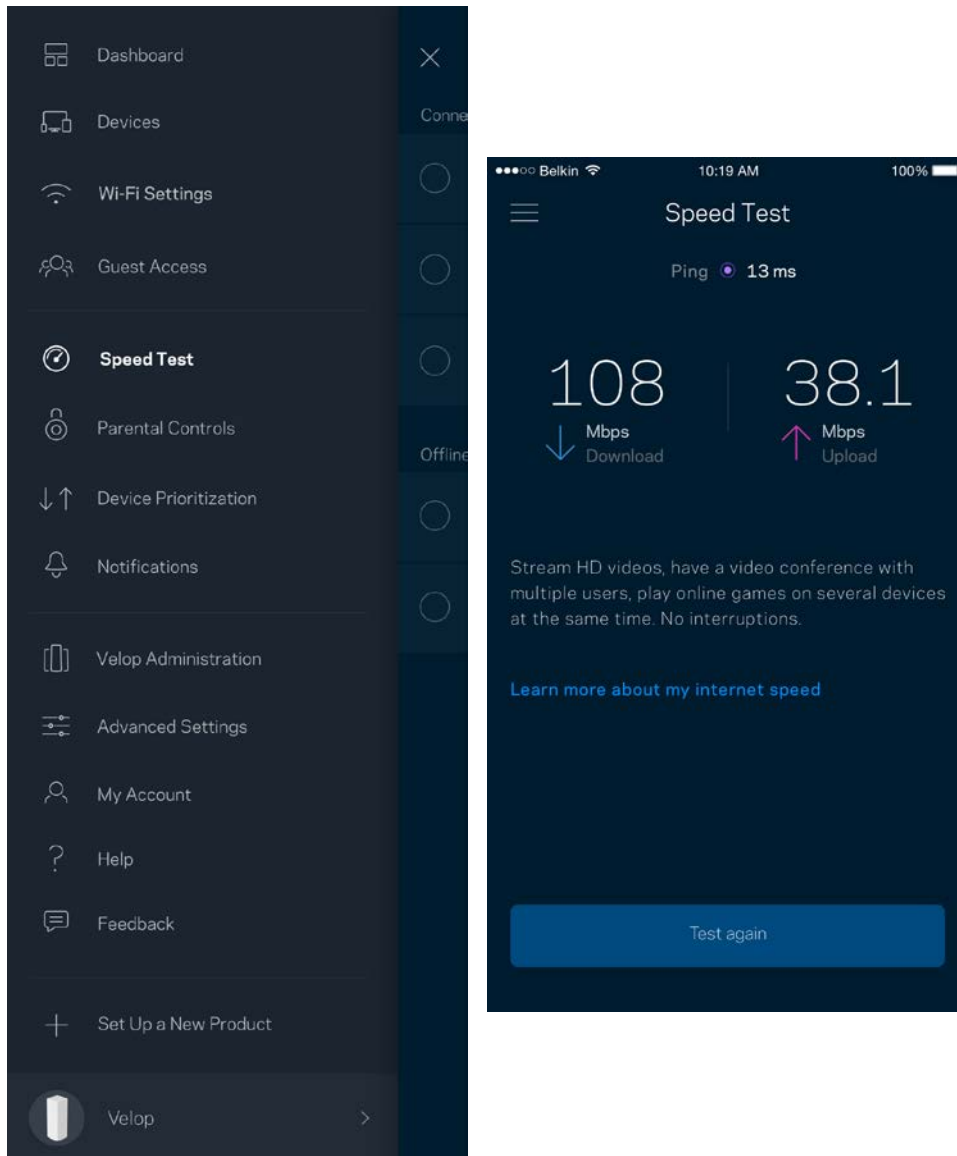 Dashboard
Devices
Wi-Fi Settings
Guest Access
Speed Test
Parental Controls
Device Prioritization
Notifications
Velop Administration
Advanced Settings
My Account
? Help
Feedback
Set Up a New Product
Velop
Conne
Offline
Belkin 10:19 AM 100%
Speed Test
Ping 13 ms
108 38.1
Mbps Mbps
Download Upload
Stream HD videos, have a video conference with
multiple users, play online games on several devices
at the same time. No interruptions.
Learn more about my internet speed
Test again